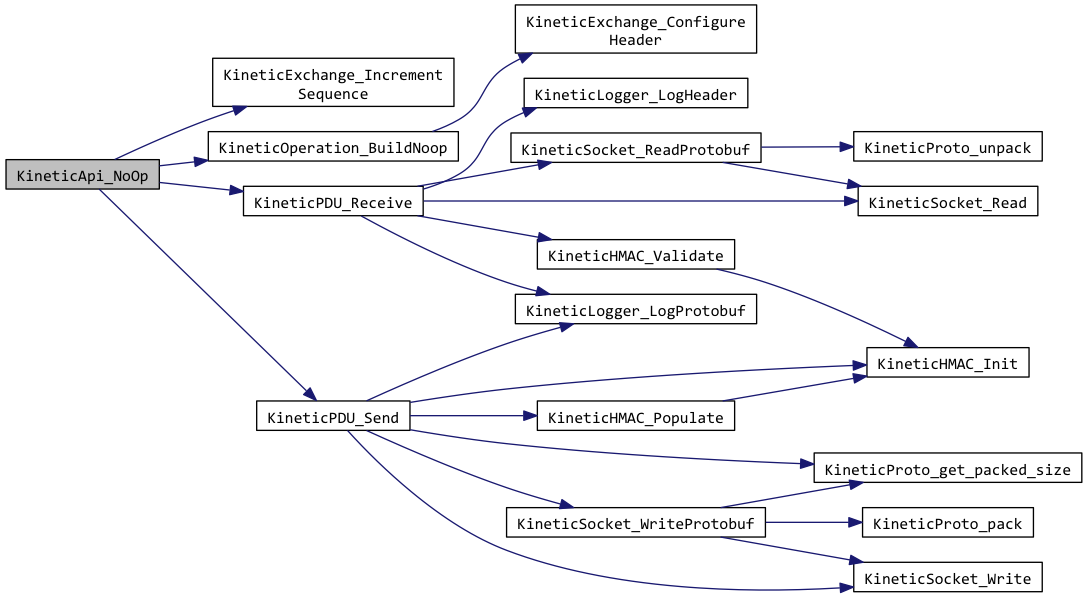 KineticExchange_Configure
Header
KineticExchange_Increment
Sequence
KineticLogger_LogHeader
KineticOperation_BuildNoop
KineticSocket_ReadProtobuf
KineticProto_unpack
KineticApi_NoOp
KineticPDU_Receive
KineticSocket_Read
KineticHMAC_Validate
KineticLogger_LogProtobuf
KineticHMAC_Init
KineticPDU_Send
KineticHMAC_Populate
KineticProto_get_packed_size
KineticSocket_WriteProtobuf
KineticProto_pack
KineticSocket_Write